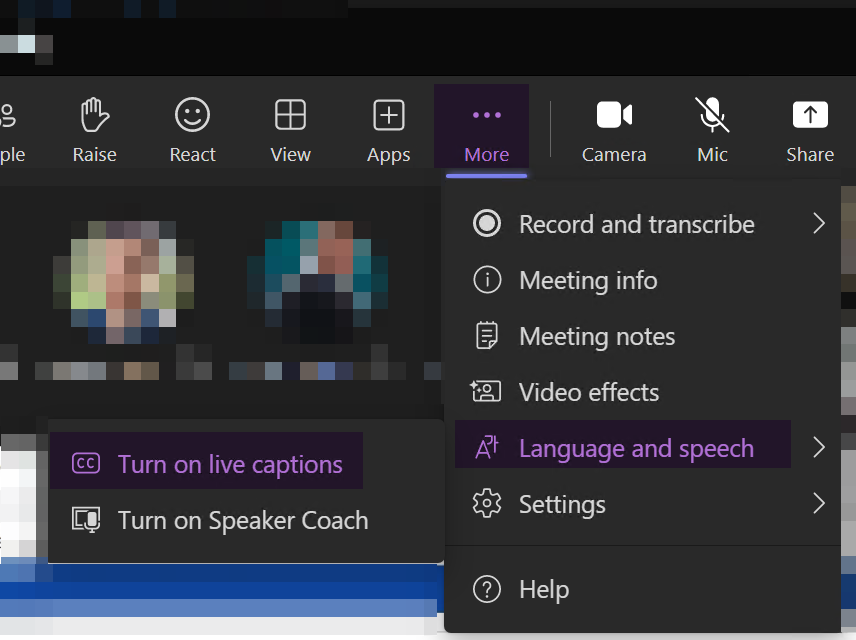 ple
Raise
React
View
Apps
More
Camera
Mic
Share
Record and transcribe
Meeting info
Meeting notes
Video effects
Language and speech
Settings
Help
CC Turn on live captions
Turn on Speaker Coach